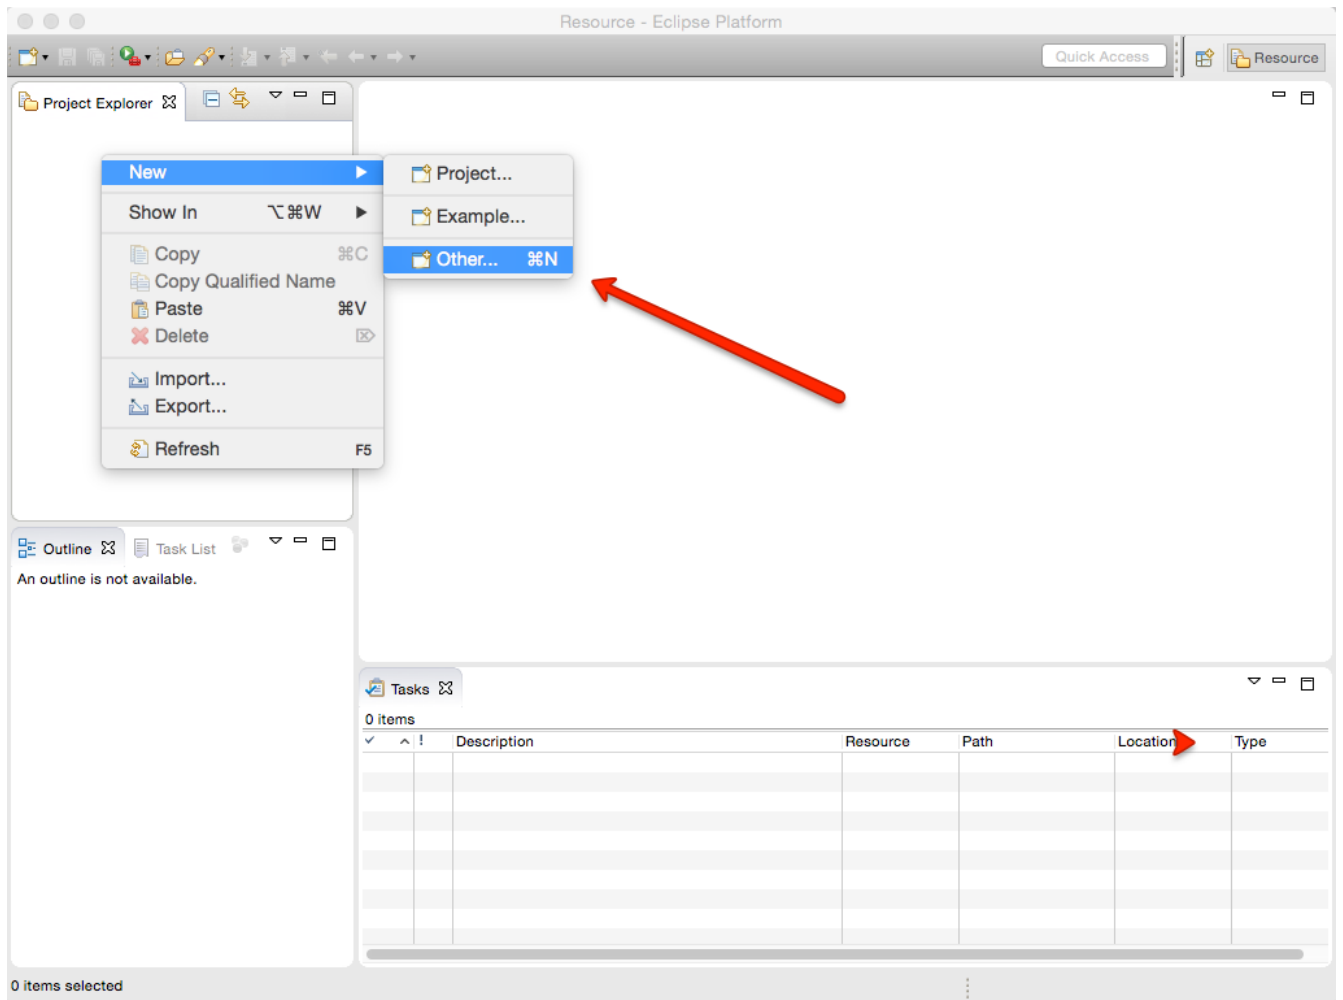 Resource - Eclipse Platform
Quick Access
Resource
Project Explorer
New
Show In ⌥⌘W
Copy ⌘C
Copy Qualified Name
Paste ⌘V
Delete ⌦
Import...
Export...
Refresh F5
Project...
Example...
Other... ⌘N
Outline
Task List
An outline is not available.
Tasks
0 items
! Description Resource Path Location Type
0 items selected